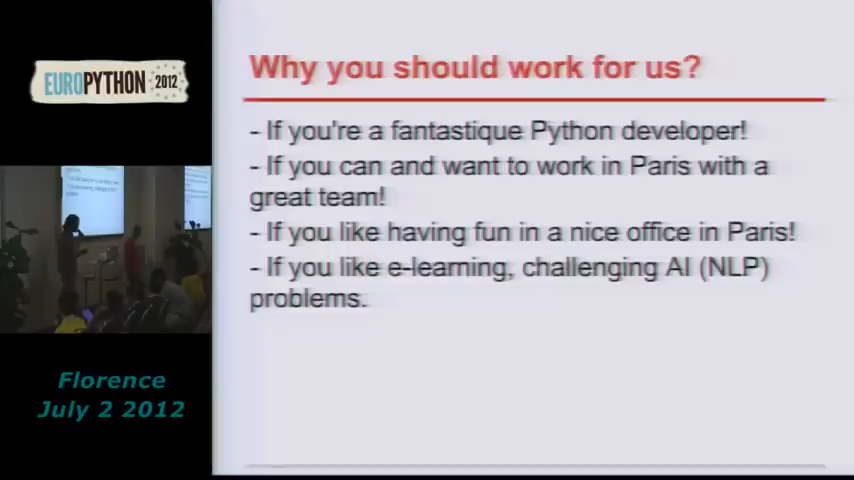 EUROPYTHON 2012
Why you should work for us?
- If you're a fantastique Python developer!
- If you can and want to work in Paris with a
great team!
- If you like having fun in a nice office in Paris!
- If you like e-learning, challenging AI (NLP)
problems.
Florence
July 2 2012